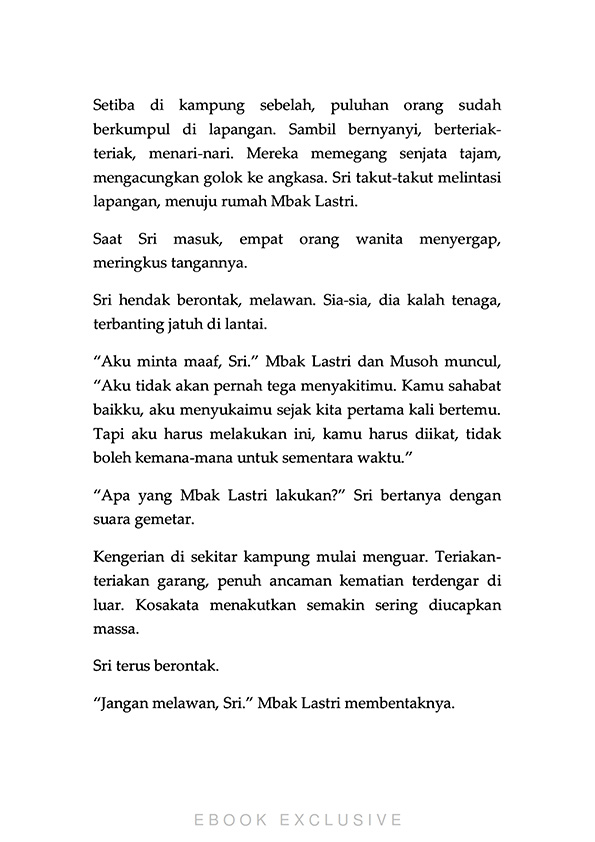 Setiba di kampung sebelah, puluhan orang sudah
berkumpul di lapangan. Sambil bernyanyi, berteriak-
teriak, menari-nari. Mereka memegang senjata tajam,
mengacungkan golok ke angkasa. Sri takut-takut melintasi
lapangan, menuju rumah Mbak Lastri.
Saat Sri masuk, empat orang wanita menyergap,
meringkus tangannya.
Sri hendak berontak, melawan. Sia-sia, dia kalah tenaga,
terbanting jatuh di lantai.
“Aku minta maaf, Sri.” Mbak Lastri dan Musoh muncul,
“Aku tidak akan pernah tega menyakitimu. Kamu sahabat
baikku, aku menyukaimu sejak kita pertama kali bertemu.
Tapi aku harus melakukan ini, kamu harus diikat, tidak
boleh kemana-mana untuk sementara waktu.”
“Apa yang Mbak Lastri lakukan?” Sri bertanya dengan
suara gemetar.
Kengerian di sekitar kampung mulai menguar. Teriakan-
teriakan garang, penuh ancaman kematian terdengar di
luar. Kosakata menakutkan semakin sering diucapkan
massa.
Sri terus berontak.
“Jangan melawan, Sri.” Mbak Lastri membentaknya.
EBOOK EXCLUSIVE